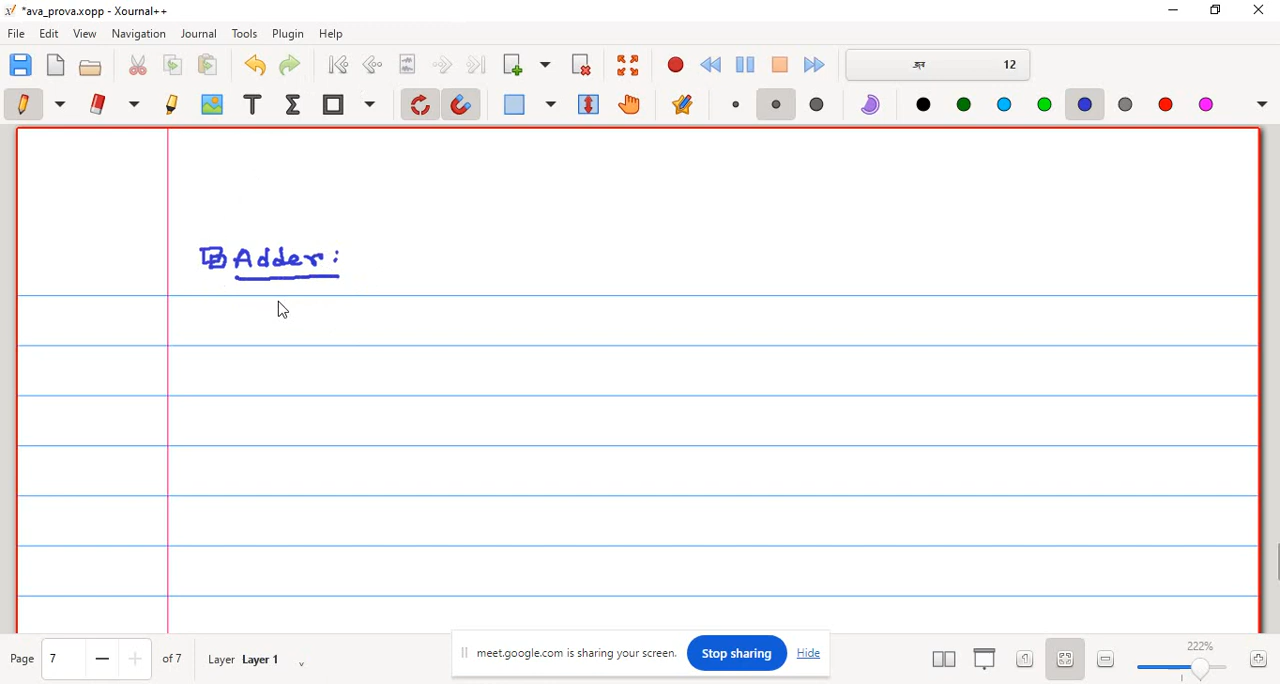 *ava_prova.xopp - Xournal++
File Edit View Navigation Journal Tools Plugin Help
জব 12
Adder:
Page 7 of 7 Layer Layer 1
meet.google.com is sharing your screen. Stop sharing Hide
222%